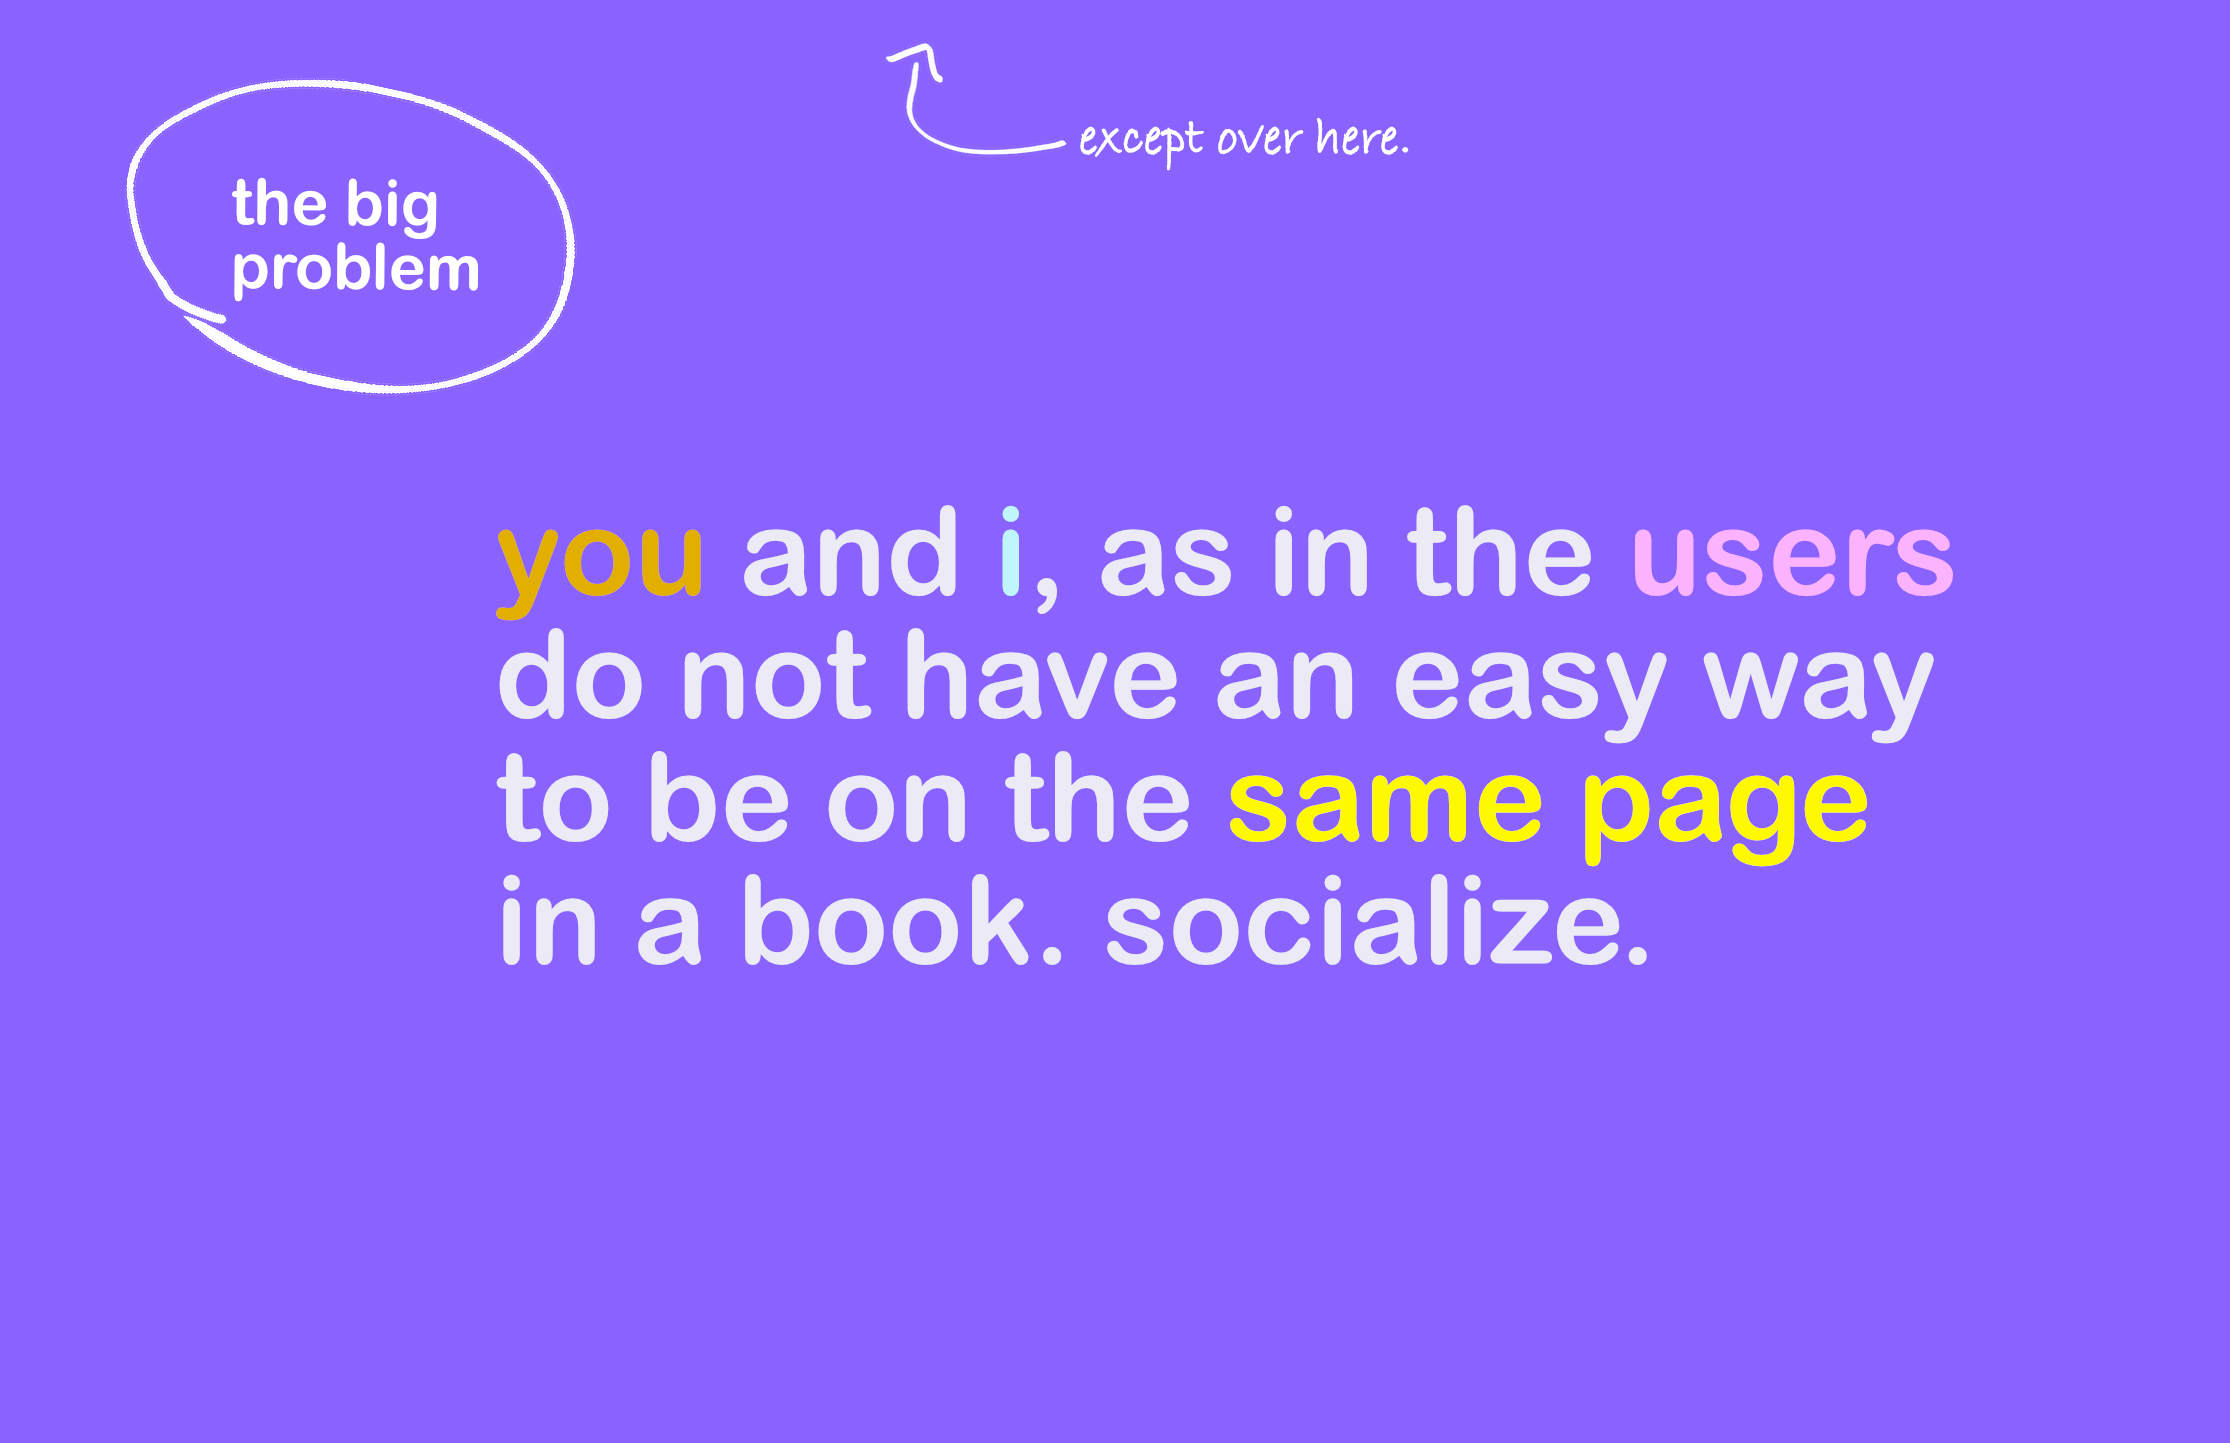 except over here.
the big
problem
you and i, as in the users
do not have an easy way
to be on the same page
in a book. socialize.